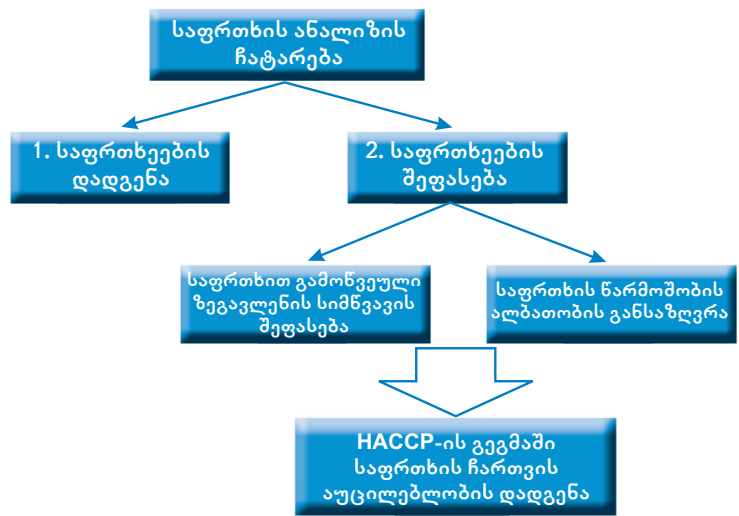 საფრთხის ანალიზის
ჩატარება
1. საფრთხეების
დადგენა
2. საფრთხეების
შეფასება
საფრთხით გამოწვეული
ზეგავლენის სიმწვავის
შეფასება
საფრთხის წარმოშობის
ალბათობის განსაზღვრა
HACCP-ის გეგმაში
საფრთხის ჩართვის
აუცილებლობის დადგენა